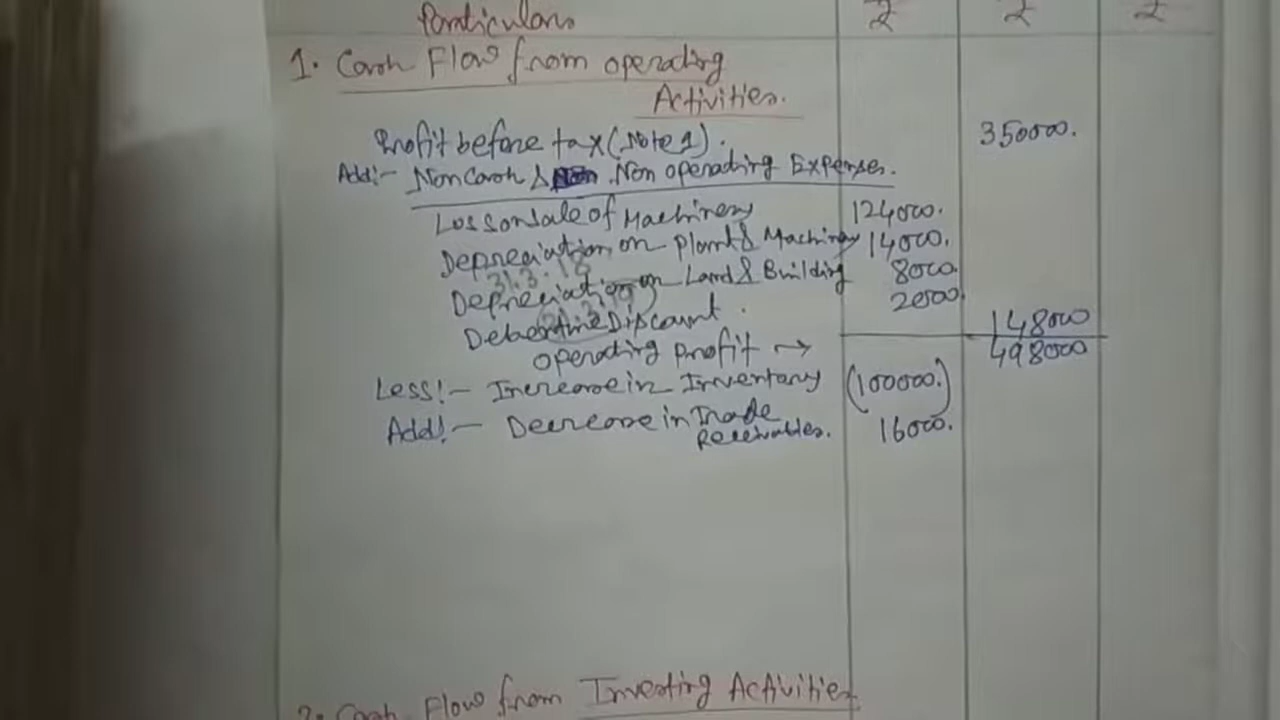 Particulars ₹ ₹ ₹
1. Cash Flow from operating
Activities.
Profit before tax (Note 1). 350000.
Add:- Non Cash & Non operating Expenses.
Loss on sale of Machinery 124000.
Depreciation on Plant & Machinery 14000.
Depreciation on Land & Building 8000.
Debenture Discount. 2000.
148000
operating Profit → 498000
Less:- Increase in Inventory (100000.)
Add:- Decrease in Trade
Receivables. 16000.
2. Cash Flow from Investing Activities